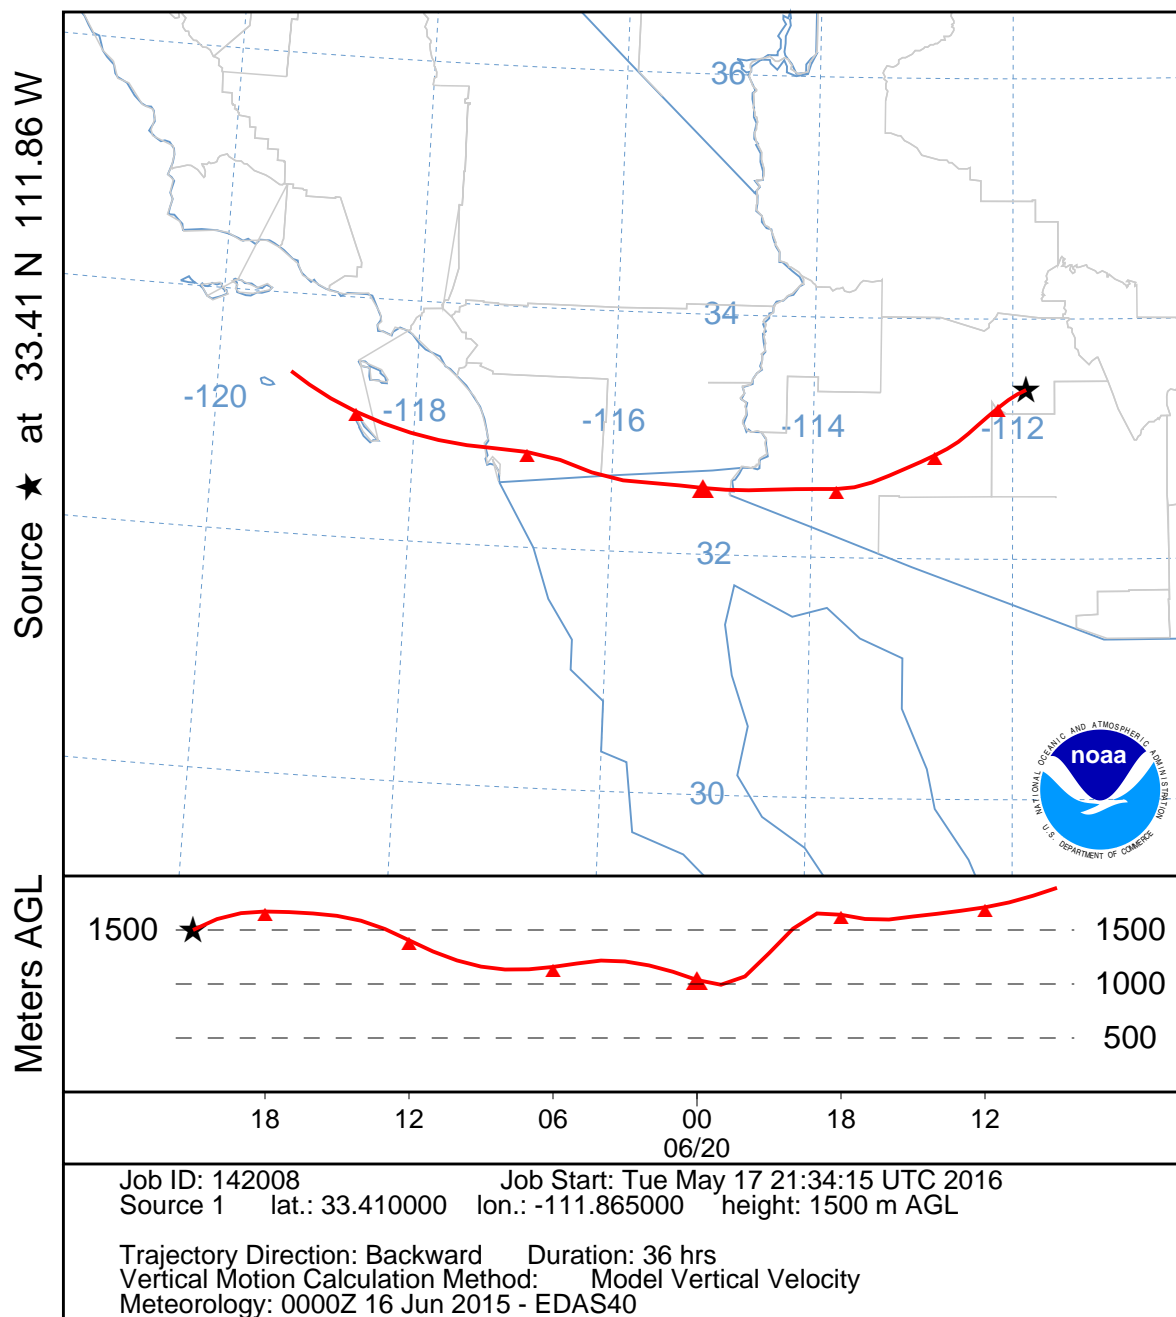 Source ★ at 33.41 N 111.86 W
36
34
-120
-118
-116
-114
-112
32
30
NATIONAL OCEANIC AND ATMOSPHERIC ADMINISTRATION
noaa
U.S. DEPARTMENT OF COMMERCE
Meters AGL
1500
1500
1000
500
18 12 06 00 18 12
06/20
Job ID: 142008 Job Start: Tue May 17 21:34:15 UTC 2016
Source 1 lat.: 33.410000 lon.: -111.865000 height: 1500 m AGL
Trajectory Direction: Backward Duration: 36 hrs
Vertical Motion Calculation Method: Model Vertical Velocity
Meteorology: 0000Z 16 Jun 2015 - EDAS40